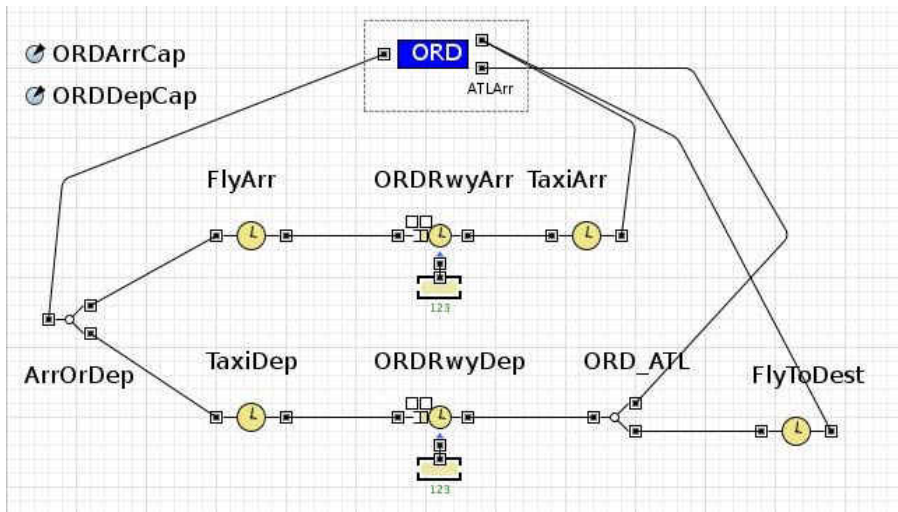 ORDArrCap
ORD
ORDDepCap
ATLArr
FlyArr
ORDRwyArr
TaxiArr
123
ArrOrDep
TaxiDep
ORDRwyDep
ORD_ATL
FlyToDest
123